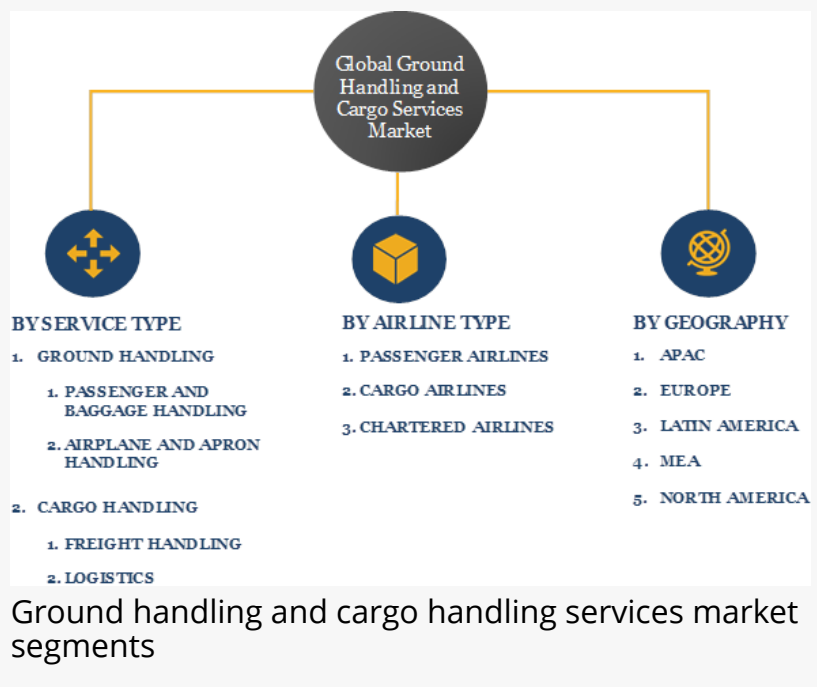 Global Ground
Handling and
Cargo Services
Market
BY SERVICE TYPE
1. GROUND HANDLING
1. PASSENGER AND
BAGGAGE HANDLING
2. AIRPLANE AND APRON
HANDLING
2. CARGO HANDLING
1. FREIGHT HANDLING
2. LOGISTICS
BY AIRLINE TYPE
1. PASSENGER AIRLINES
2. CARGO AIRLINES
3. CHARTERED AIRLINES
BY GEOGRAPHY
1. APAC
2. EUROPE
3. LATIN AMERICA
4. MEA
5. NORTH AMERICA
Ground handling and cargo handling services market
segments